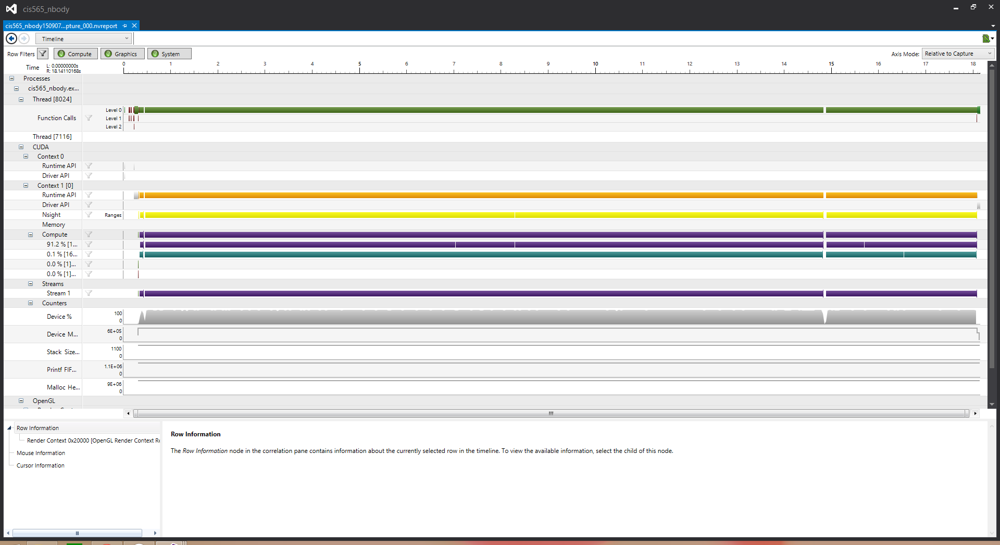 cis565_nbody
cis565_nbody150907...pture_000.nvreport
Timeline
Row Filters Compute Graphics System Axis Mode: Relative to Capture
Time L: 0.00000000s
R: 18.14110168s
0 1 2 3 4 5 6 7 8 9 10 11 12 13 14 15 16 17 18
Processes
cis565_nbody.ex...
Thread [8024]
Level 0
Function Calls Level 1
Level 2
Thread [7116]
CUDA
Context 0
Runtime API
Driver API
Context 1 [0]
Runtime API
Driver API
Nsight Ranges
Memory
Compute
91.2 % [1...
0.1 % [16...
0.0 % [1]...
0.0 % [1]...
Streams
Stream 1
Counters
Device % 100
0
Device M... 6E+05
0
Stack Size... 1100
0
Printf FIF... 1.1E+06
0
Malloc He... 9E+06
0
OpenGL
Row Information
Render Context 0x20000 [OpenGL Render Context Ro
Mouse Information
Cursor Information
Row Information
The Row Information node in the correlation pane contains information about the currently selected row in the timeline. To view the available information, select the child of this node.